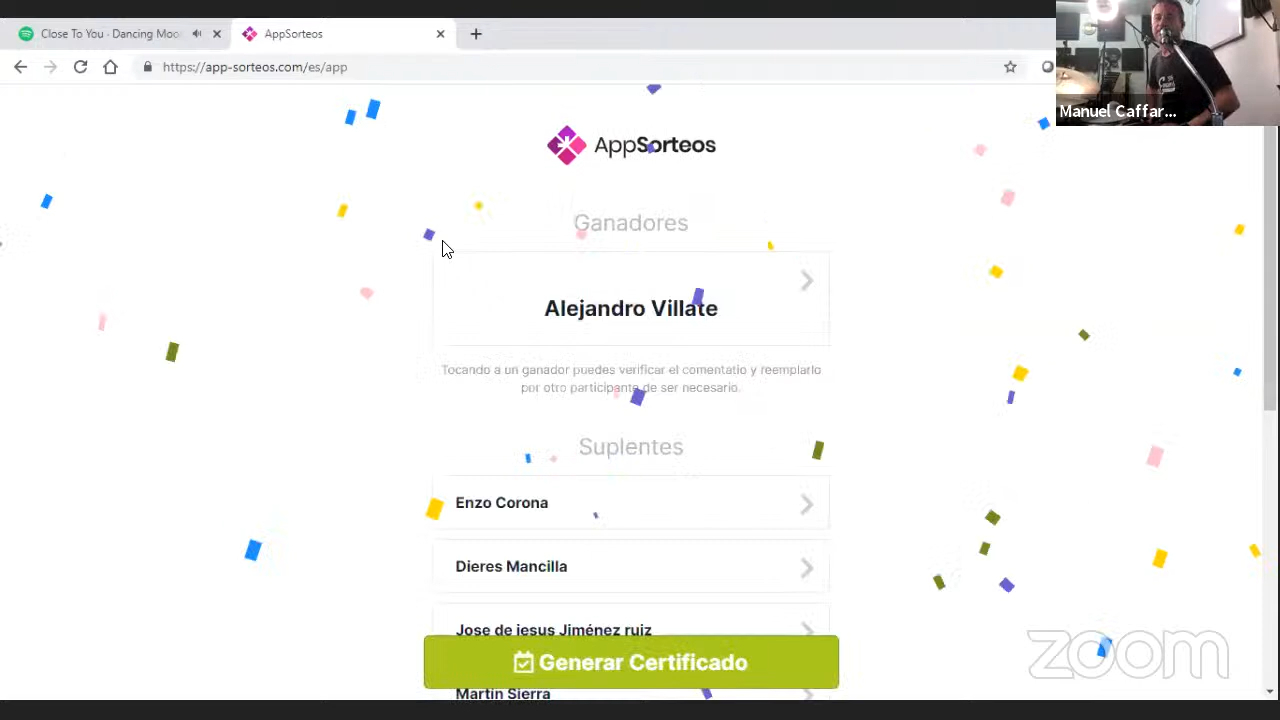 Close To You - Dancing Moo
AppSorteos
https://app-sorteos.com/es/app
Manuel Caffar...
AppSorteos
Ganadores
Alejandro Villate
Tocando a un ganador puedes verificar el comentatio y reemplarlo
por otro participante de ser necesario.
Suplentes
Enzo Corona
Dieres Mancilla
Jose de jesus Jiménez ruiz
Generar Certificado
Martín Sierra
zoom